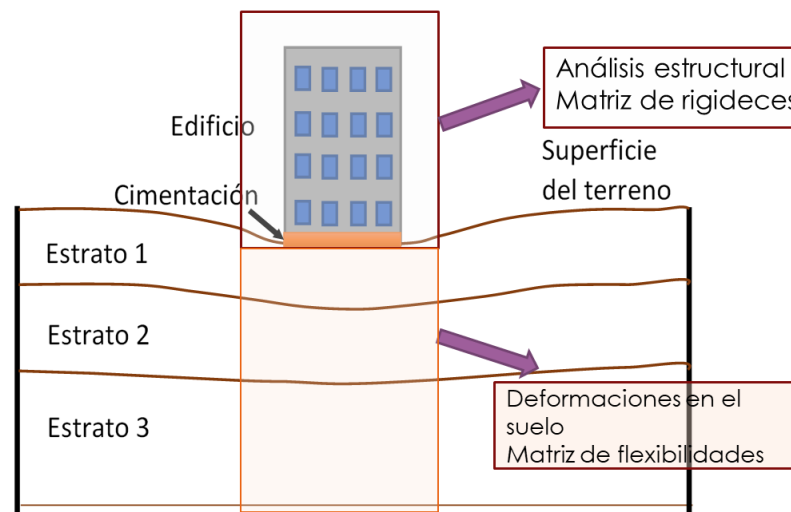 Análisis estructural
Matriz de rigideces
Edificio
Superficie
del terreno
Cimentación
Estrato 1
Estrato 2
Estrato 3
Deformaciones en el
suelo
Matriz de flexibilidades